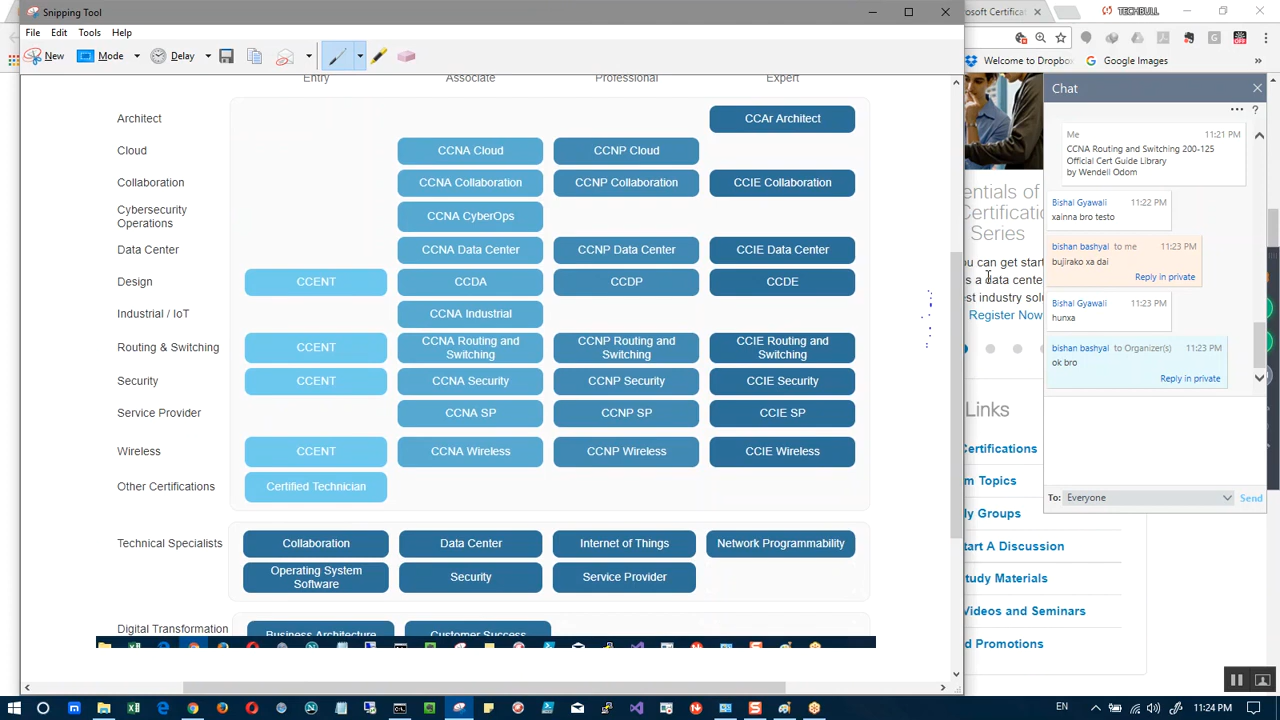 Snipping Tool
File Edit Tools Help
New Mode Delay
Entry Associate Professional Expert
Architect CCAr Architect
Cloud CCNA Cloud CCNP Cloud
Collaboration CCNA Collaboration CCNP Collaboration CCIE Collaboration
Cybersecurity
Operations
CCNA CyberOps
Data Center CCNA Data Center CCNP Data Center CCIE Data Center
Design CCENT CCDA CCDP CCDE
Industrial / IoT CCNA Industrial
Routing & Switching CCENT
CCNA Routing and
Switching
CCNP Routing and
Switching
CCIE Routing and
Switching
Security CCENT CCNA Security CCNP Security CCIE Security
Service Provider CCNA SP CCNP SP CCIE SP
Wireless CCENT CCNA Wireless CCNP Wireless CCIE Wireless
Other Certifications Certified Technician
Technical Specialists Collaboration Data Center Internet of Things Network Programmability
Operating System
Software
Security Service Provider
Digital Transformation Business Architecture Customer Success
TECHBULL
Welcome to Dropbox Google Images
Chat
Me 11:21 PM
CCNA Routing and Switching 200-125
Official Cert Guide Library
by Wendell Odom
Bishal Gyawali 11:22 PM
xainna bro testo
bishan bashyal to me 11:23 PM
bujirako xa dai
Reply in private
Bishal Gyawali 11:23 PM
hunxa
bishan bashyal to Organizer(s) 11:23 PM
ok bro
Reply in private
To: Everyone Send
Series
Register Now
Links
Certifications
Topics
Groups
A Discussion
Materials
Videos and Seminars
Promotions
EN 11:24 PM